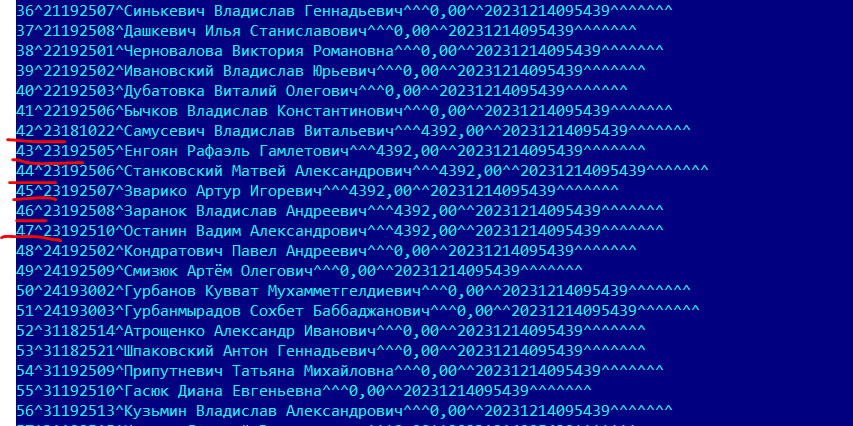 36^21192507^Синькевич Владислав Геннадьевич^^^0,00^^20231214095439^^^^^^^
37^21192508^Дашкевич Илья Станиславович^^^0,00^^20231214095439^^^^^^^
38^22192501^Черновалова Виктория Романовна^^^0,00^^20231214095439^^^^^^^
39^22192502^Ивановский Владислав Юрьевич^^^0,00^^20231214095439^^^^^^^
40^22192503^Дубатовка Виталий Олегович^^^0,00^^20231214095439^^^^^^^
41^22192506^Бычков Владислав Константинович^^^0,00^^20231214095439^^^^^^^
42^23181022^Самусевич Владислав Витальевич^^^4392,00^^20231214095439^^^^^^^
43^23192505^Енгоян Рафаэль Гамлетович^^^4392,00^^20231214095439^^^^^^^
44^23192506^Станковский Матвей Александрович^^^4392,00^^20231214095439^^^^^^^
45^23192507^Зварико Артур Игоревич^^^4392,00^^20231214095439^^^^^^^
46^23192508^Заранок Владислав Андреевич^^^4392,00^^20231214095439^^^^^^^
47^23192510^Останин Вадим Александрович^^^4392,00^^20231214095439^^^^^^^
48^24192502^Кондратович Павел Андреевич^^^0,00^^20231214095439^^^^^^^
49^24192509^Смизюк Артём Олегович^^^0,00^^20231214095439^^^^^^^
50^24193002^Гурбанов Кувват Мухамметгелдиевич^^^0,00^^20231214095439^^^^^^^
51^24193003^Гурбанмырадов Сохбет Баббаджанович^^^0,00^^20231214095439^^^^^^^
52^31182514^Атрощенко Александр Иванович^^^0,00^^20231214095439^^^^^^^
53^31182521^Шпаковский Антон Геннадьевич^^^0,00^^20231214095439^^^^^^^
54^31192509^Припутневич Татьяна Михайловна^^^0,00^^20231214095439^^^^^^^
55^31192510^Гасюк Диана Евгеньевна^^^0,00^^20231214095439^^^^^^^
56^31192513^Кузьмин Владислав Александрович^^^0,00^^20231214095439^^^^^^^